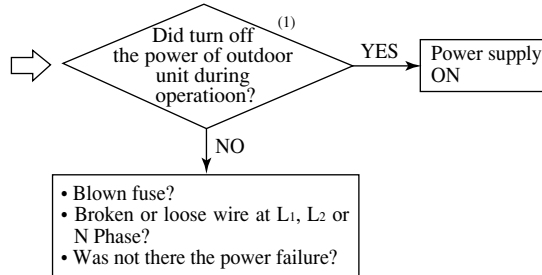 (1)
Did turn off
the power of outdoor
unit during
operatioon?
YES
Power supply
ON
NO
• Blown fuse?
• Broken or loose wire at L₁, L₂ or
N Phase?
• Was not there the power failure?